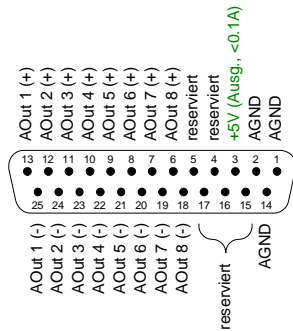 AOut 1 (+)
AOut 2 (+)
AOut 3 (+)
AOut 4 (+)
AOut 5 (+)
AOut 6 (+)
AOut 7 (+)
AOut 8 (+)
reserviert
reserviert
+5V (Ausg., <0.1A)
AGND
AGND
13 12 11 10 9 8 7 6 5 4 3 2 1
25 24 23 22 21 20 19 18 17 16 15 14
AOut 1 (-)
AOut 2 (-)
AOut 3 (-)
AOut 4 (-)
AOut 5 (-)
AOut 6 (-)
AOut 7 (-)
AOut 8 (-)
reserviert
AGND